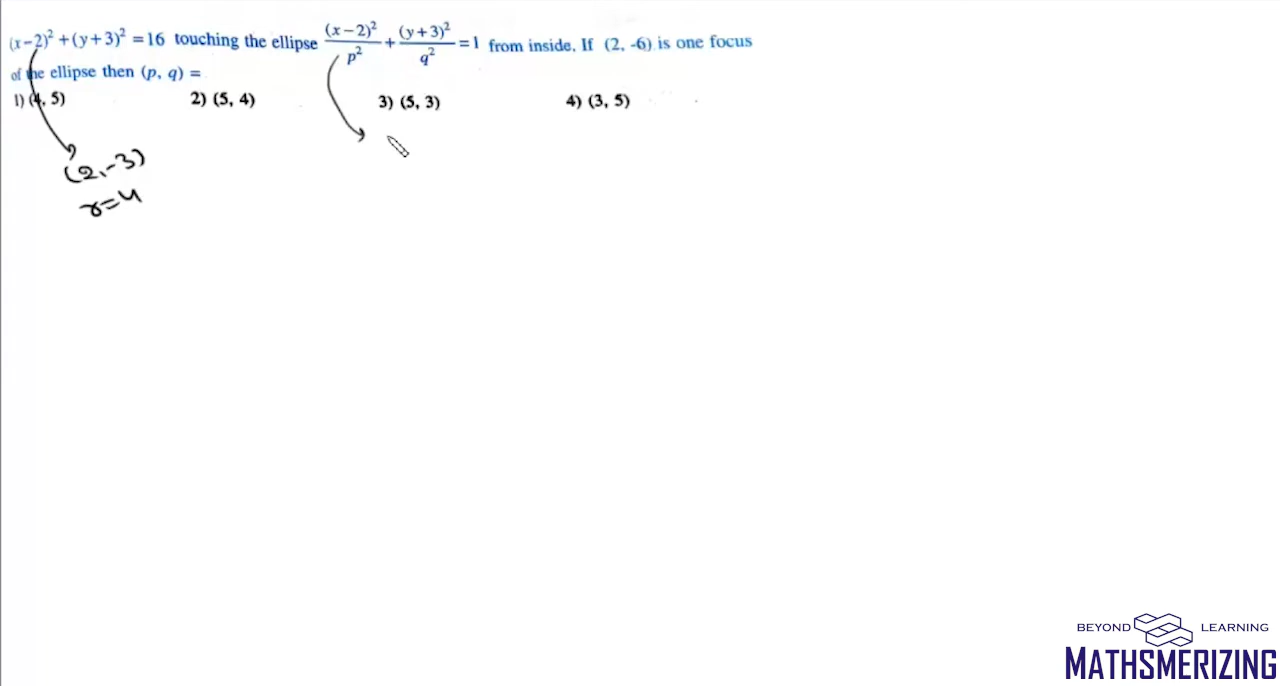 (x-2)² + (y+3)² = 16 touching the ellipse (x-2)²/p² + (y+3)²/q² = 1 from inside. If (2, -6) is one focus
of the ellipse then (p, q) =
1) (4, 5) 2) (5, 4) 3) (5, 3) 4) (3, 5)
(2,-3)
r=4
BEYOND LEARNING
MATHSMERIZING